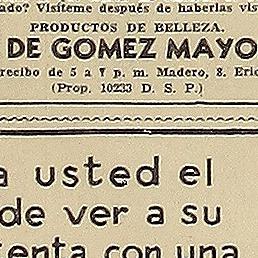 ado? Visíteme después de haberlas vis
PRODUCTOS DE BELLEZA.
DE GOMEZ MAYO
recibo de 5 a 7 p. m. Madero, 8. Eric
(Prop. 10233 D. S. P.)
a usted el
de ver a su
tenta con una